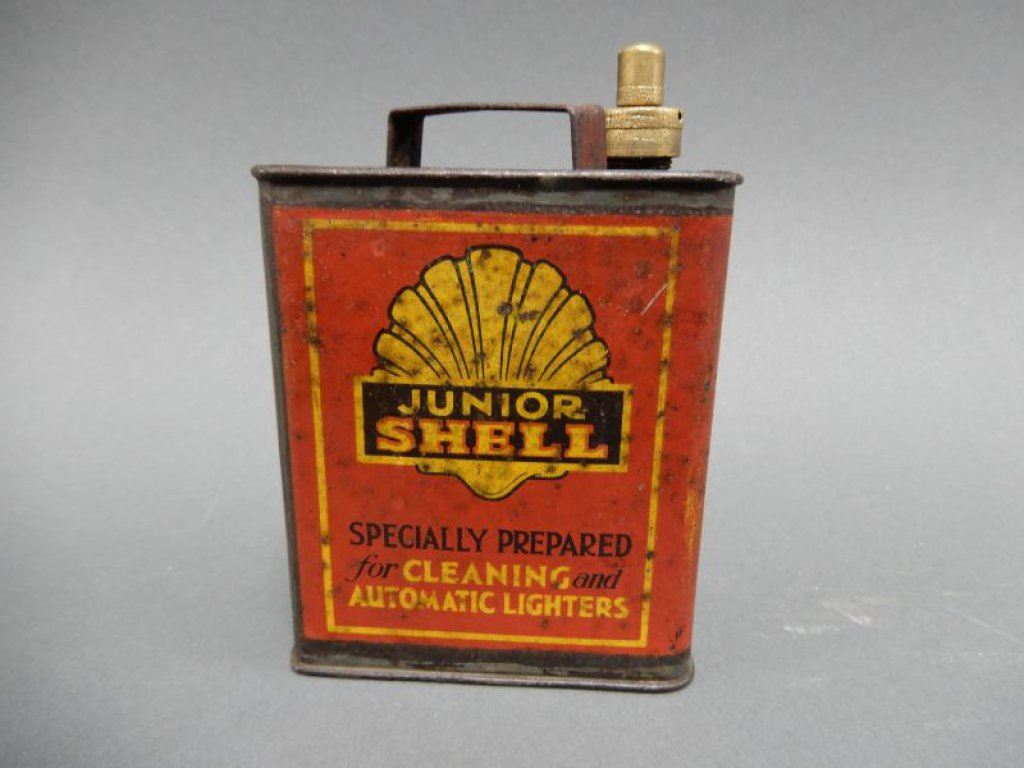 JUNIOR
SHELL
SPECIALLY PREPARED
for CLEANING and
AUTOMATIC LIGHTERS